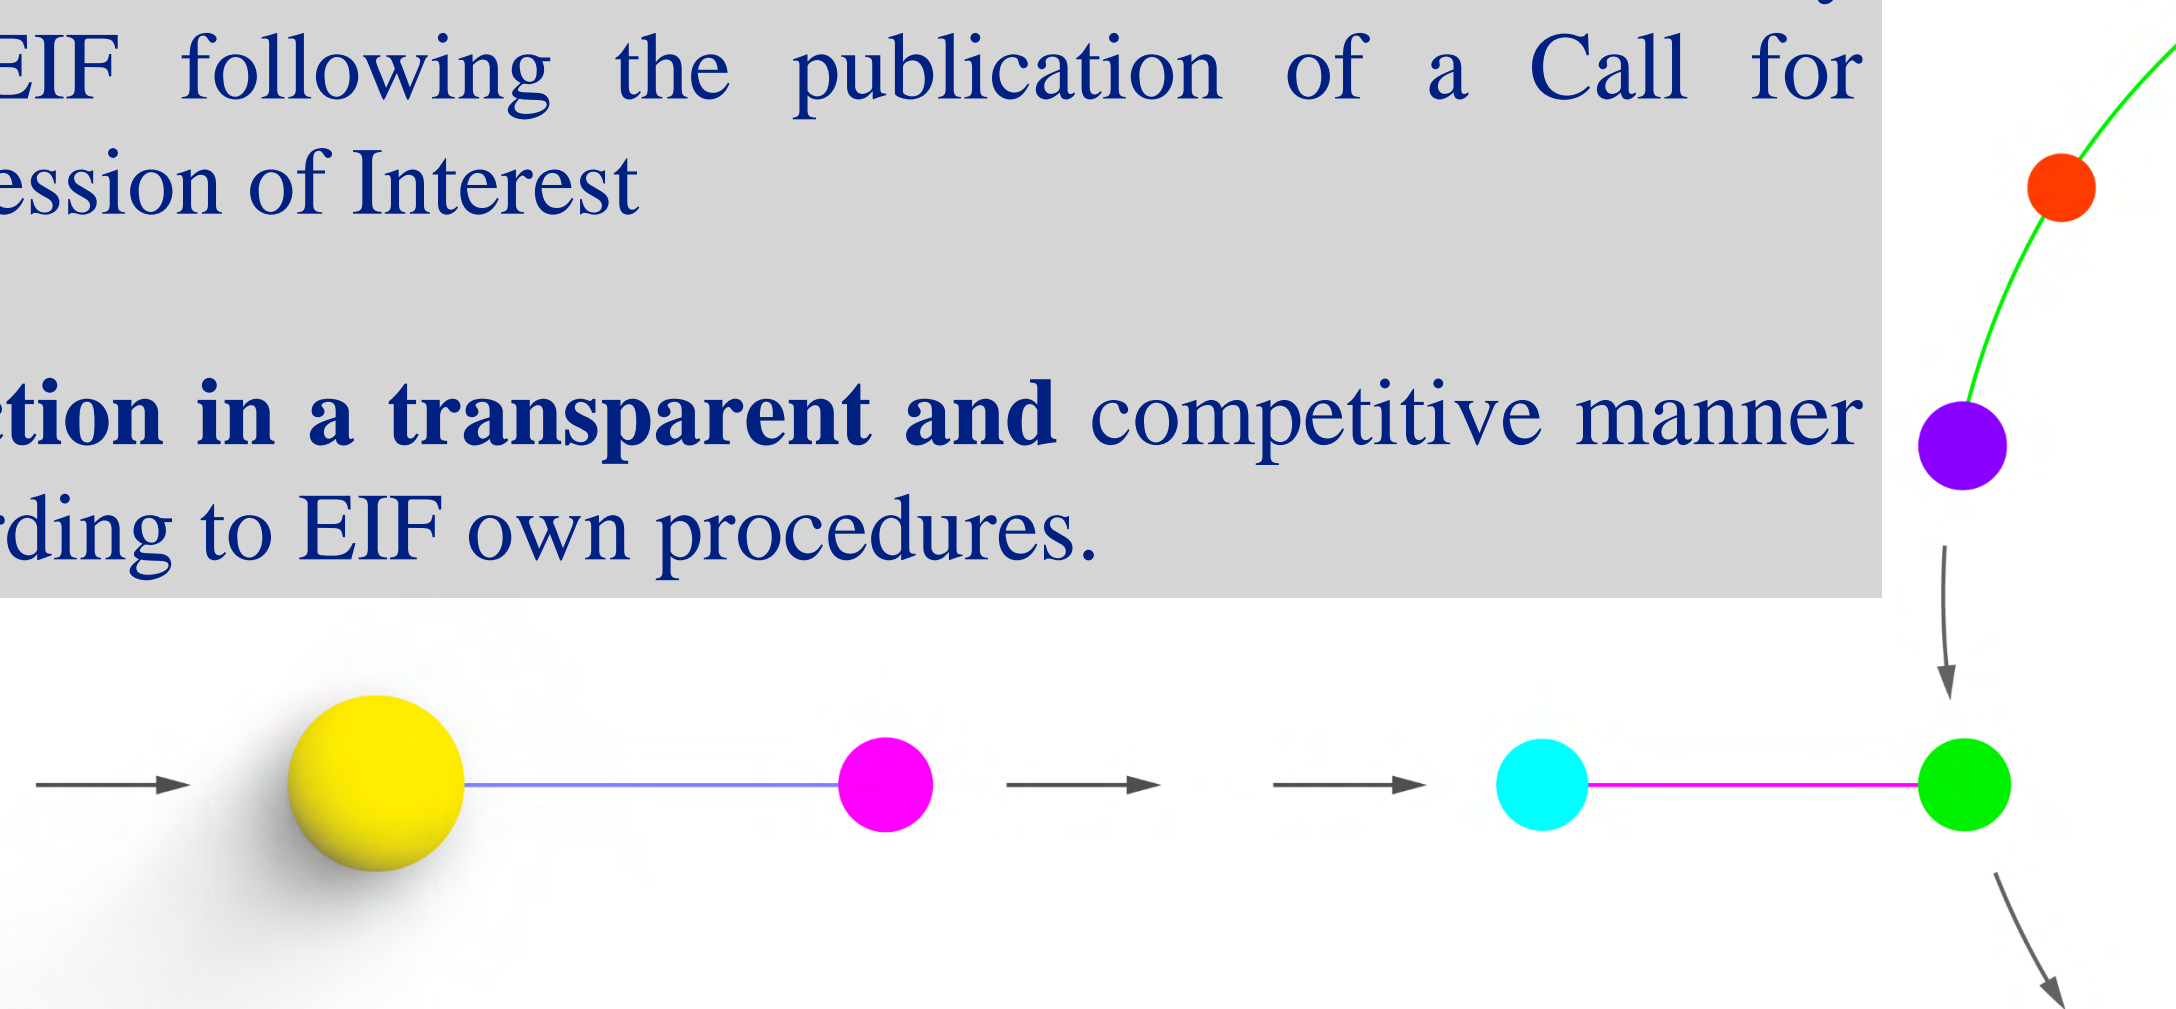 EIF following the publication of a Call for
ession of Interest
tion in a transparent and competitive manner
rding to EIF own procedures.